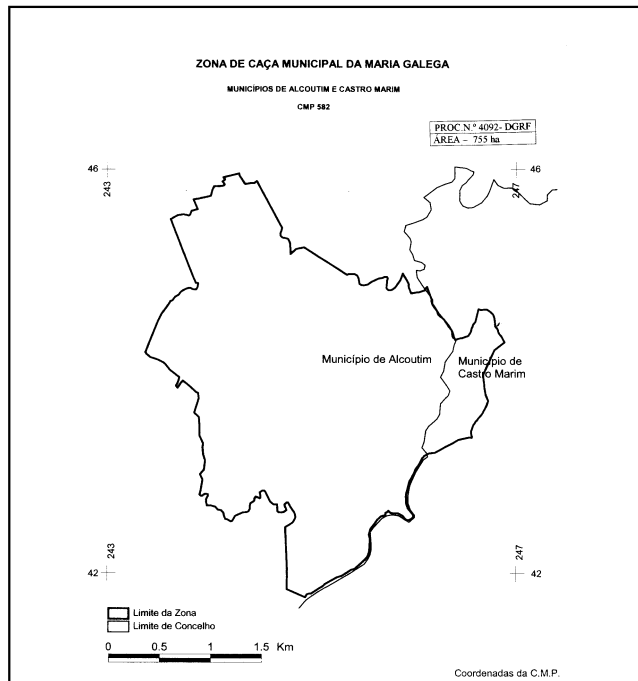 ZONA DE CAÇA MUNICIPAL DA MARIA GALEGA
MUNICÍPIOS DE ALCOUTIM E CASTRO MARIM
CMP 582
PROC.N.º 4092- DGRF
ÁREA – 755 ha
46
243
247
46
Município de Alcoutim
Município de
Castro Marim
42
243
247
42
Limite da Zona
Limite de Concelho
0 0.5 1 1.5 Km
Coordenadas da C.M.P.